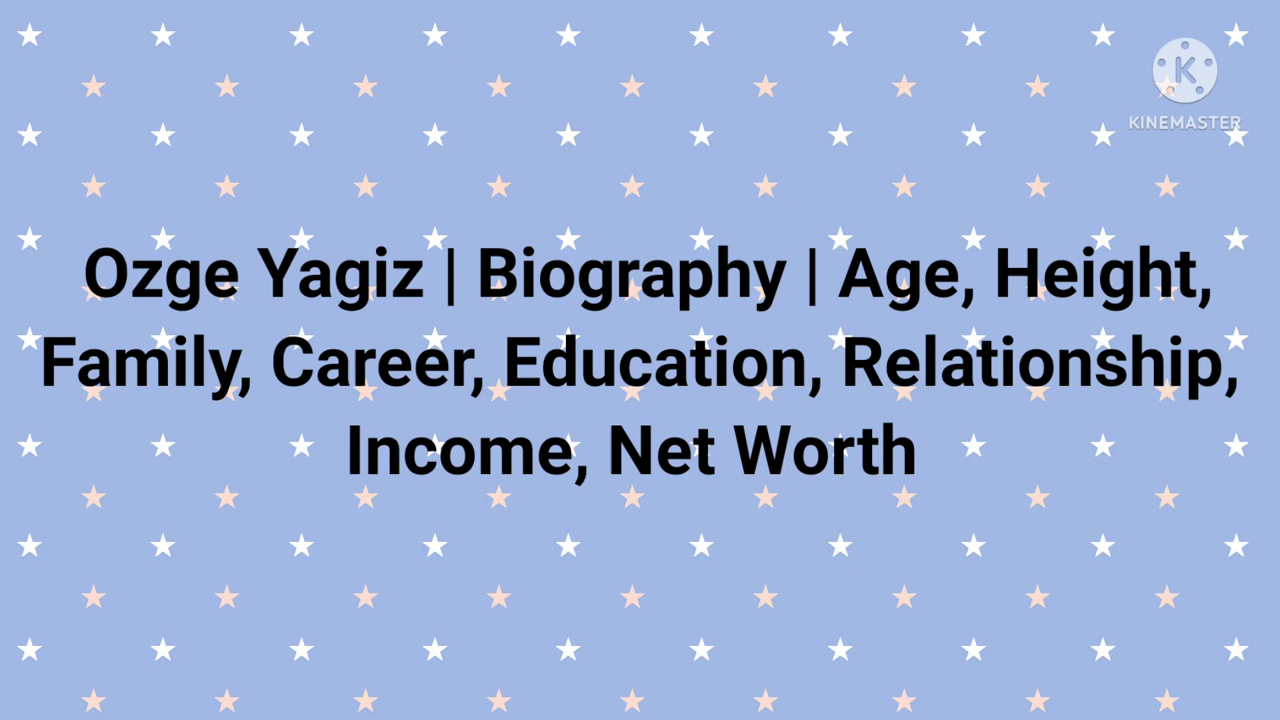 KINEMASTER
Ozge Yagiz | Biography | Age, Height,
Family, Career, Education, Relationship,
Income, Net Worth